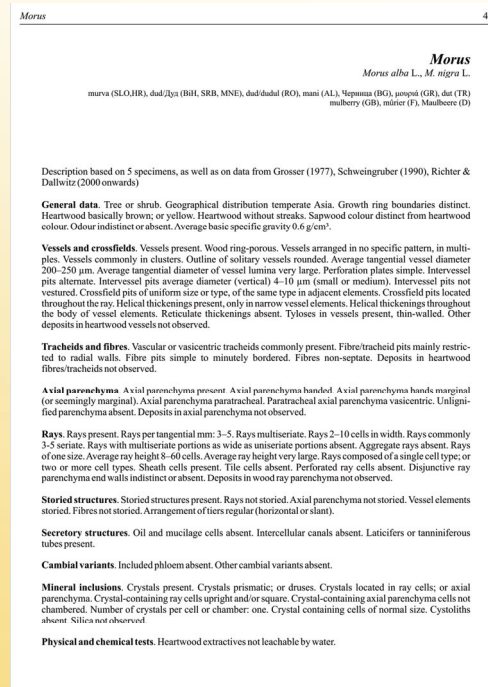 Morus
4
Morus
Morus alba L., M. nigra L.
murva (SLO,HR), dud/Дуд (BiH, SRB, MNE), dud/dudul (RO), mani (AL), Черница (BG), μουριά (GR), dut (TR)
mulberry (GB), mûrier (F), Maulbeere (D)
Description based on 5 specimens, as well as on data from Grosser (1977), Schweingruber (1990), Richter &
Dallwitz (2000 onwards)
General data. Tree or shrub. Geographical distribution temperate Asia. Growth ring boundaries distinct.
Heartwood basically brown; or yellow. Heartwood without streaks. Sapwood colour distinct from heartwood
colour. Odour indistinct or absent. Average basic specific gravity 0.6 g/cm³.
Vessels and crossfields. Vessels present. Wood ring-porous. Vessels arranged in no specific pattern, in multi-
ples. Vessels commonly in clusters. Outline of solitary vessels rounded. Average tangential vessel diameter
200–250 µm. Average tangential diameter of vessel lumina very large. Perforation plates simple. Intervessel
pits alternate. Intervessel pits average diameter (vertical) 4–10 µm (small or medium). Intervessel pits not
vestured. Crossfield pits of uniform size or type, of the same type in adjacent elements. Crossfield pits located
throughout the ray. Helical thickenings present, only in narrow vessel elements. Helical thickenings throughout
the body of vessel elements. Reticulate thickenings absent. Tyloses in vessels present, thin-walled. Other
deposits in heartwood vessels not observed.
Tracheids and fibres. Vascular or vasicentric tracheids commonly present. Fibre/tracheid pits mainly restric-
ted to radial walls. Fibre pits simple to minutely bordered. Fibres non-septate. Deposits in heartwood
fibres/tracheids not observed.
Axial parenchyma. Axial parenchyma present. Axial parenchyma banded. Axial parenchyma bands marginal
(or seemingly marginal). Axial parenchyma paratracheal. Paratracheal axial parenchyma vasicentric. Unligni-
fied parenchyma absent. Deposits in axial parenchyma not observed.
Rays. Rays present. Rays per tangential mm: 3–5. Rays multiseriate. Rays 2–10 cells in width. Rays commonly
3-5 seriate. Rays with multiseriate portions as wide as uniseriate portions absent. Aggregate rays absent. Rays
of one size. Average ray height 8–60 cells. Average ray height very large. Rays composed of a single cell type; or
two or more cell types. Sheath cells present. Tile cells absent. Perforated ray cells absent. Disjunctive ray
parenchyma end walls indistinct or absent. Deposits in wood ray parenchyma not observed.
Storied structures. Storied structures present. Rays not storied. Axial parenchyma not storied. Vessel elements
storied. Fibres not storied. Arrangement of tiers regular (horizontal or slant).
Secretory structures. Oil and mucilage cells absent. Intercellular canals absent. Laticifers or tanniniferous
tubes present.
Cambial variants. Included phloem absent. Other cambial variants absent.
Mineral inclusions. Crystals present. Crystals prismatic; or druses. Crystals located in ray cells; or axial
parenchyma. Crystal-containing ray cells upright and/or square. Crystal-containing axial parenchyma cells not
chambered. Number of crystals per cell or chamber: one. Crystal containing cells of normal size. Cystoliths
absent. Silica not observed.
Physical and chemical tests. Heartwood extractives not leachable by water.